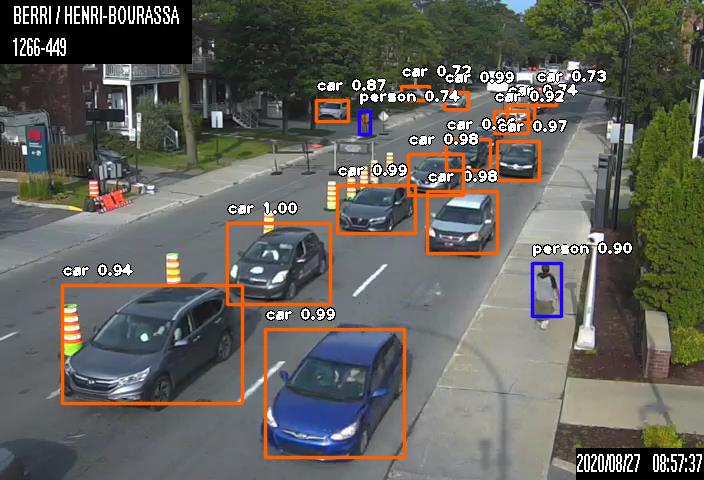 BERRI / HENRI-BOURASSA
1266-449
car 0.72
car 0.99
car 0.73
car 0.87
0.74
person 0.74
car 0.92
car 0.97
car 0.98
car 0.99
car 0.98
car 1.00
person 0.90
car 0.94
car 0.99
2020/08/27 08:57:37